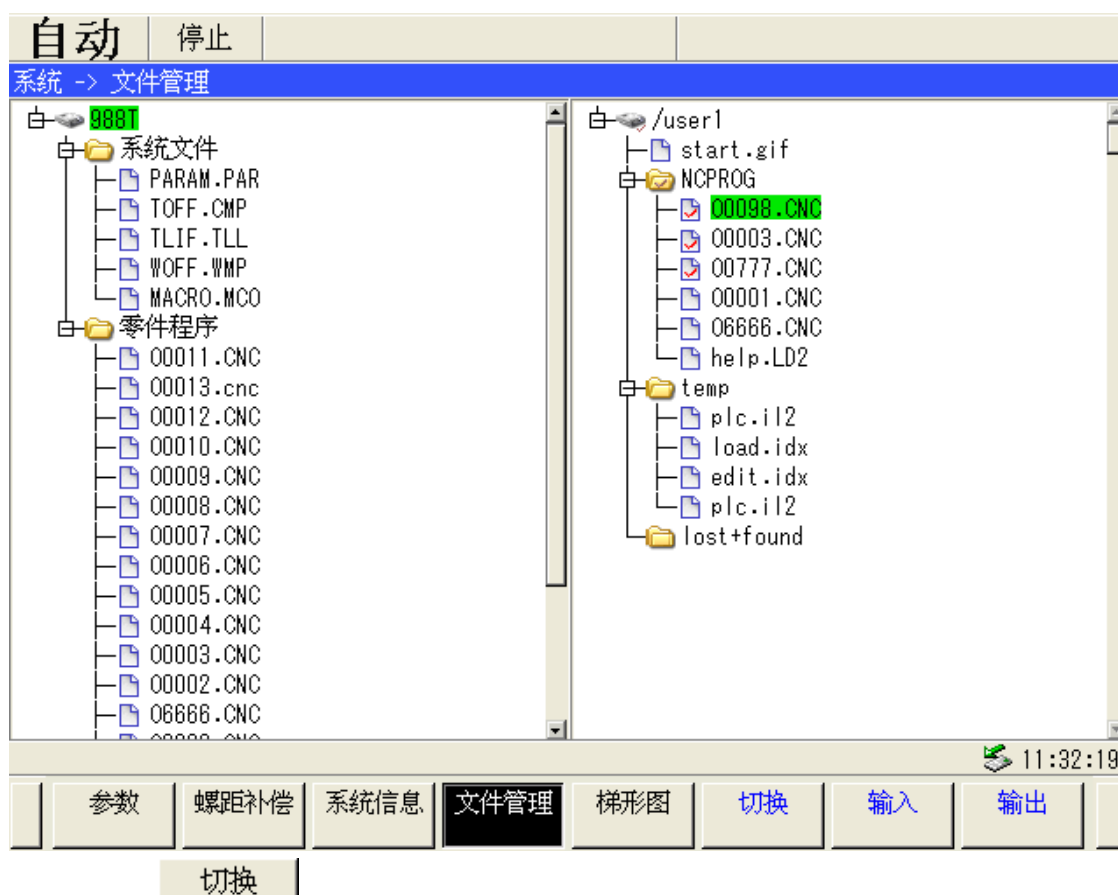 自动 停止
系统 -> 文件管理
988T
系统文件
PARAM.PAR
TOFF.CMP
TLIF.TLL
WOFF.WMP
MACRO.MCO
零件程序
O0011.CNC
O0013.cnc
O0012.CNC
O0010.CNC
O0009.CNC
O0008.CNC
O0007.CNC
O0006.CNC
O0005.CNC
O0004.CNC
O0003.CNC
O0002.CNC
O6666.CNC
/user1
start.gif
NCPROG
O0098.CNC
O0003.CNC
O0777.CNC
O0001.CNC
O6666.CNC
help.LD2
temp
plc.il2
load.idx
edit.idx
plc.il2
lost+found
11:32:19
参数 螺距补偿 系统信息 文件管理 梯形图 切换 输入 输出
切换